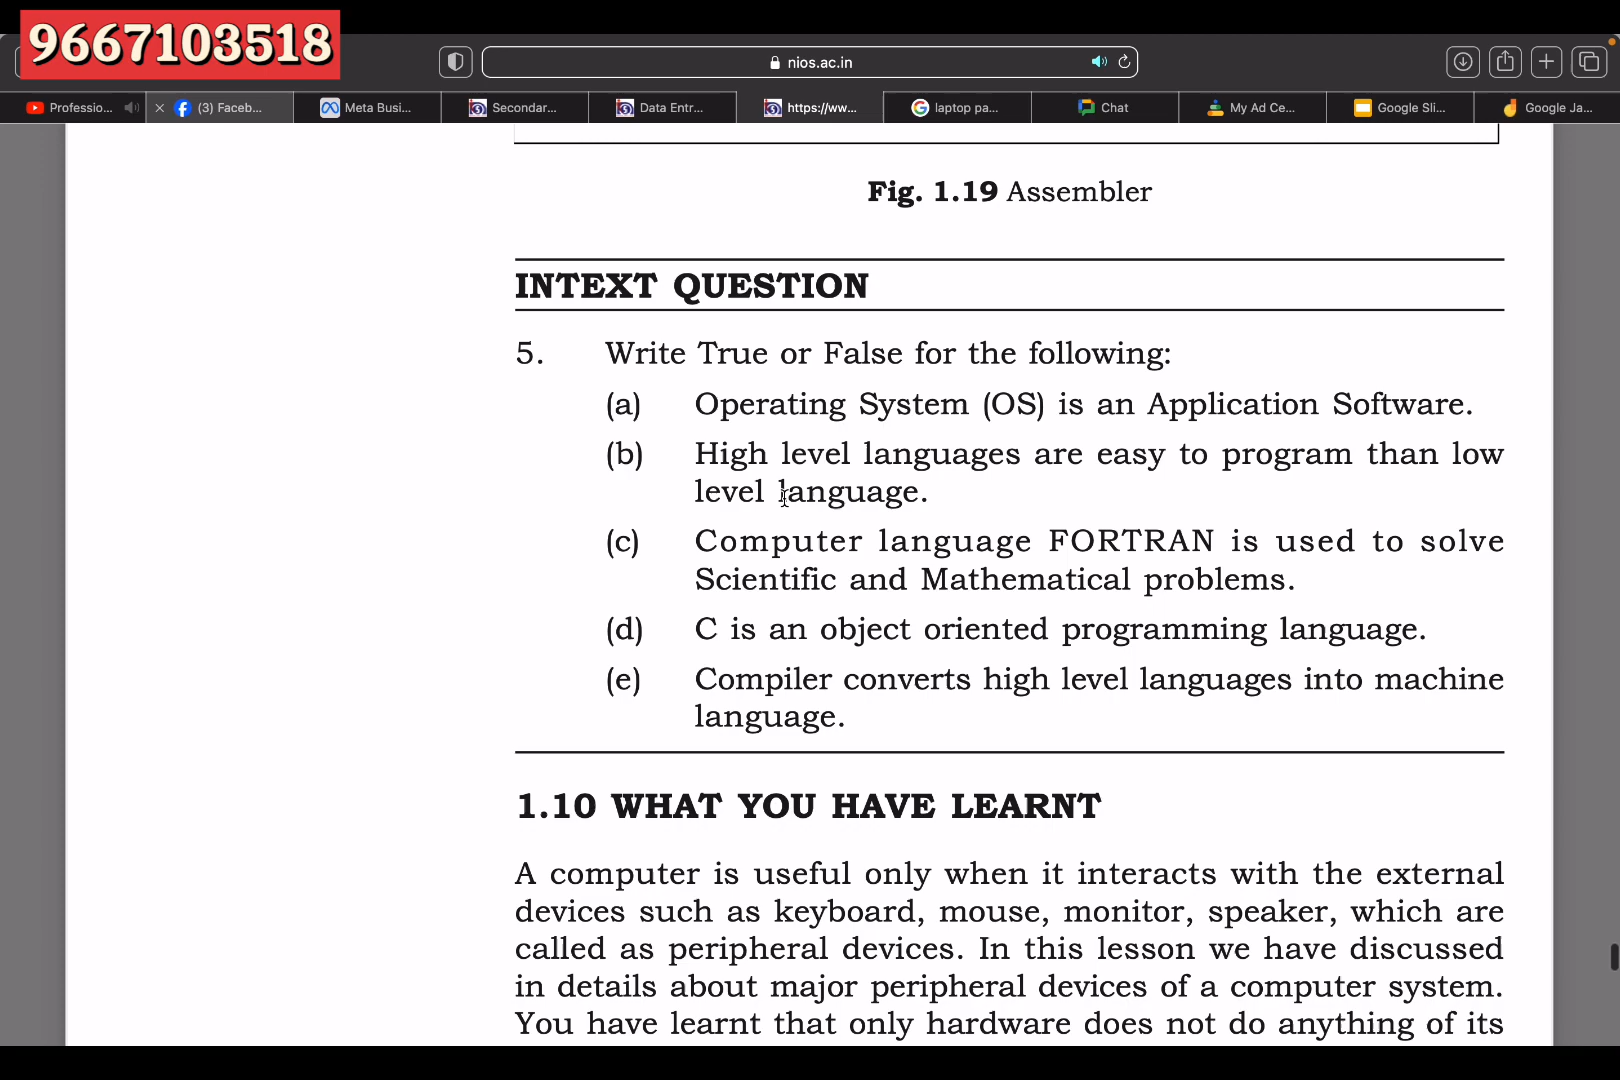 9667103518
nios.ac.in
Professio...
(3) Faceb...
Meta Busi...
Secondar...
Data Entr...
https://ww...
laptop pa...
Chat
My Ad Ce...
Google Sli...
Google Ja...
Fig. 1.19 Assembler
INTEXT QUESTION
5. Write True or False for the following:
(a) Operating System (OS) is an Application Software.
(b) High level languages are easy to program than low
level language.
(c) Computer language FORTRAN is used to solve
Scientific and Mathematical problems.
(d) C is an object oriented programming language.
(e) Compiler converts high level languages into machine
language.
1.10 WHAT YOU HAVE LEARNT
A computer is useful only when it interacts with the external
devices such as keyboard, mouse, monitor, speaker, which are
called as peripheral devices. In this lesson we have discussed
in details about major peripheral devices of a computer system.
You have learnt that only hardware does not do anything of its